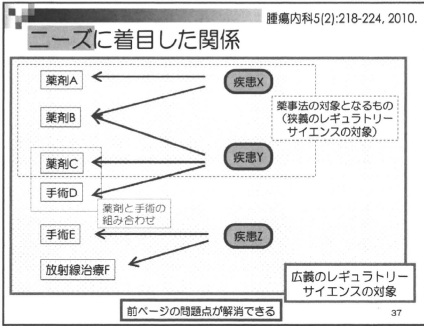 腫瘍内科5(2):218-224, 2010.
ニーズに着目した関係
薬剤A
疾患X
薬剤B
薬事法の対象となるもの
（狭義のレギュラトリー
サイエンスの対象）
薬剤C
疾患Y
手術D
薬剤と手術の
組み合わせ
手術E
疾患Z
放射線治療F
広義のレギュラトリー
サイエンスの対象
前ページの問題点が解消できる
37